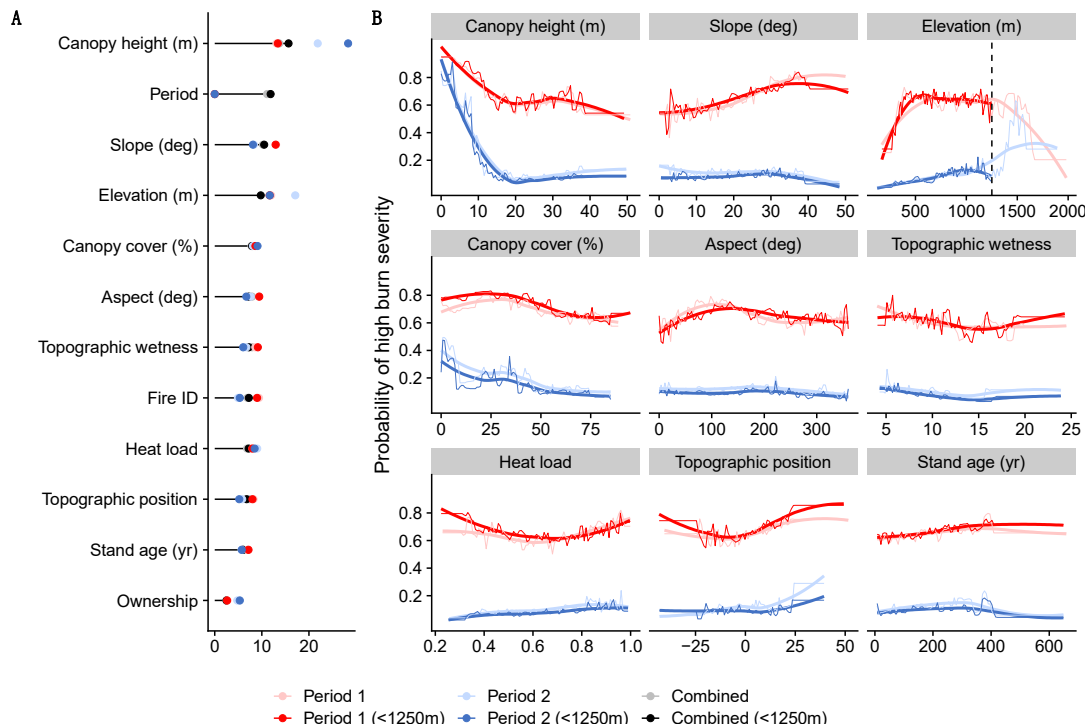 A
Canopy height (m)
Period
Slope (deg)
Elevation (m)
Canopy cover (%)
Aspect (deg)
Topographic wetness
Fire ID
Heat load
Topographic position
Stand age (yr)
Ownership
0 10 20
B
Probability of high burn severity
Canopy height (m) Slope (deg) Elevation (m)
0.8
0.6
0.4
0.2
0 10 20 30 40 50 0 10 20 30 40 50 500 1000 1500 2000
Canopy cover (%) Aspect (deg) Topographic wetness
0.8
0.6
0.4
0.2
0 25 50 75 0 100 200 300 5 10 15 20 25
Heat load Topographic position Stand age (yr)
0.8
0.6
0.4
0.2
0.2 0.4 0.6 0.8 1.0 −25 0 25 50 0 200 400 600
Period 1 Period 2 Combined
Period 1 (<1250m) Period 2 (<1250m) Combined (<1250m)